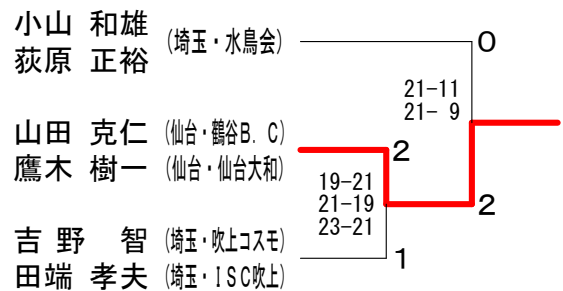 小山 和雄 (埼玉・水鳥会)
荻原 正裕
0
21-11
21- 9
山田 克仁 (仙台・鶴谷B.C)
鷹木 樹一 (仙台・仙台大和)
2
19-21
21-19
23-21
2
吉野 智 (埼玉・吹上コスモ)
田端 孝夫 (埼玉・ISC吹上)
1